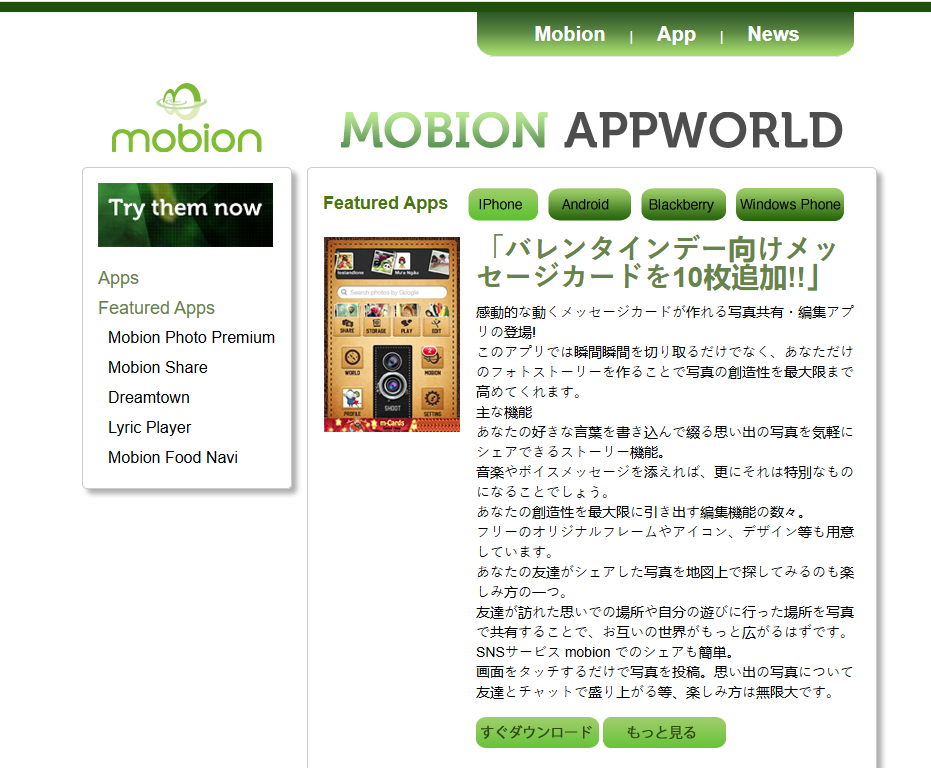 Mobion | App | News
mobion
MOBION APPWORLD
Try them now
Apps
Featured Apps
Mobion Photo Premium
Mobion Share
Dreamtown
Lyric Player
Mobion Food Navi
Featured Apps
IPhone
Android
Blackberry
Windows Phone
lostandlove
Mư'a Ngâu
Search photos by Google
SHARE
STORAGE
PLAY
EDIT
WORLD
MOBION
PROFILE
SHOOT
SETTING
m-Cards
「バレンタインデー向けメッ
セージカードを10枚追加!!」
感動的な動くメッセージカードが作れる写真共有・編集アプ
リの登場!
このアプリでは瞬間瞬間を切り取るだけでなく、あなただけ
のフォトストーリーを作ることで写真の創造性を最大限まで
高めてくれます。
主な機能
あなたの好きな言葉を書き込んで綴る思い出の写真を気軽に
シェアできるストーリー機能。
音楽やボイスメッセージを添えれば、更にそれは特別なもの
になることでしょう。
あなたの創造性を最大限に引き出す編集機能の数々。
フリーのオリジナルフレームやアイコン、デザイン等も用意
しています。
あなたの友達がシェアした写真を地図上で探してみるのも楽
しみ方の一つ。
友達が訪れた思いでの場所や自分の遊びに行った場所を写真
で共有することで、お互いの世界がもっと広がるはずです。
SNSサービス mobion でのシェアも簡単。
画面をタッチするだけで写真を投稿。思い出の写真について
友達とチャットで盛り上がる等、楽しみ方は無限大です。
すぐダウンロード
もっと見る